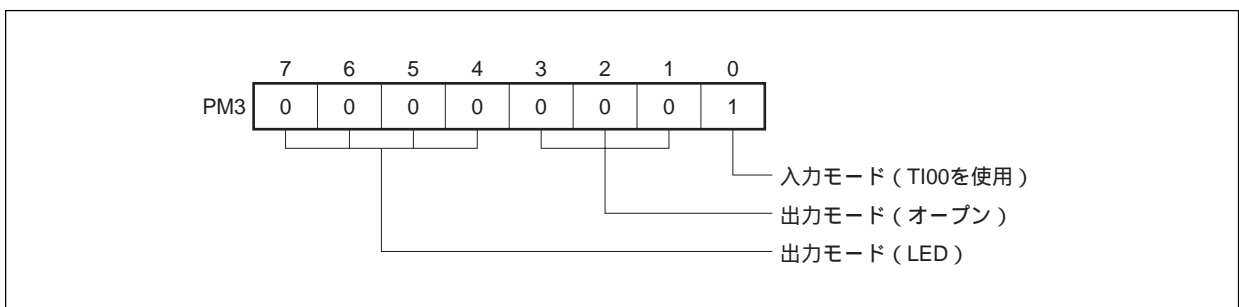 7 6 5 4 3 2 1 0
PM3 0 0 0 0 0 0 0 1
入力モード（TI00を使用）
出力モード（オープン）
出力モード（LED）